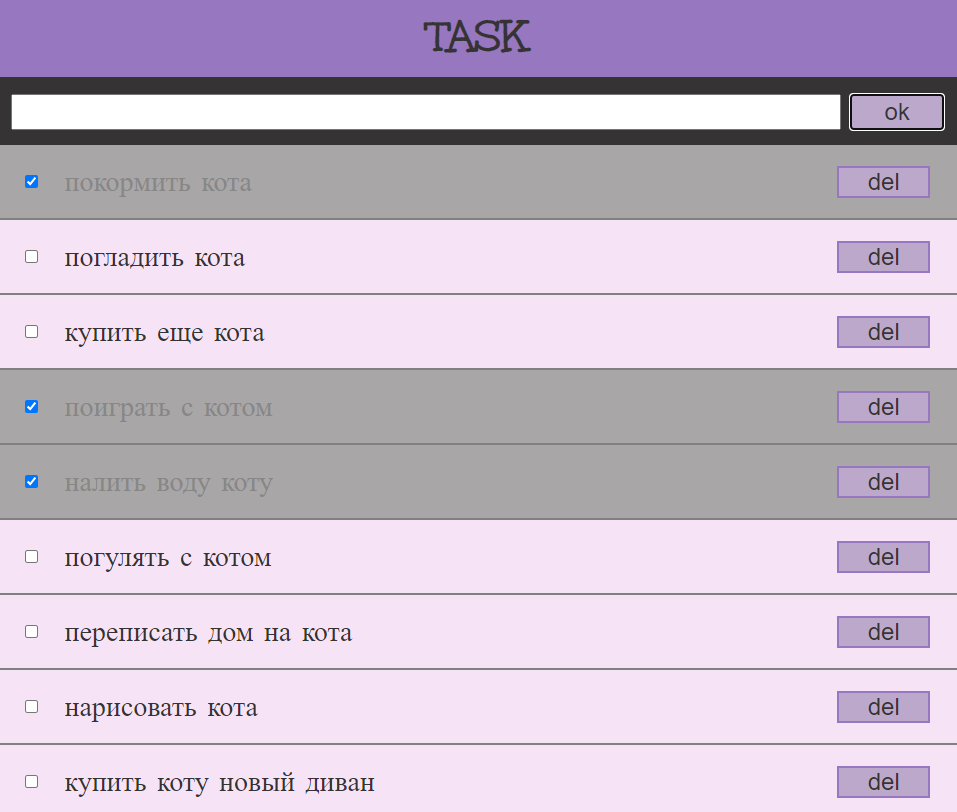 TASK
ok
покормить кота del
погладить кота del
купить еще кота del
поиграть с котом del
налить воду коту del
погулять с котом del
переписать дом на кота del
нарисовать кота del
купить коту новый диван del